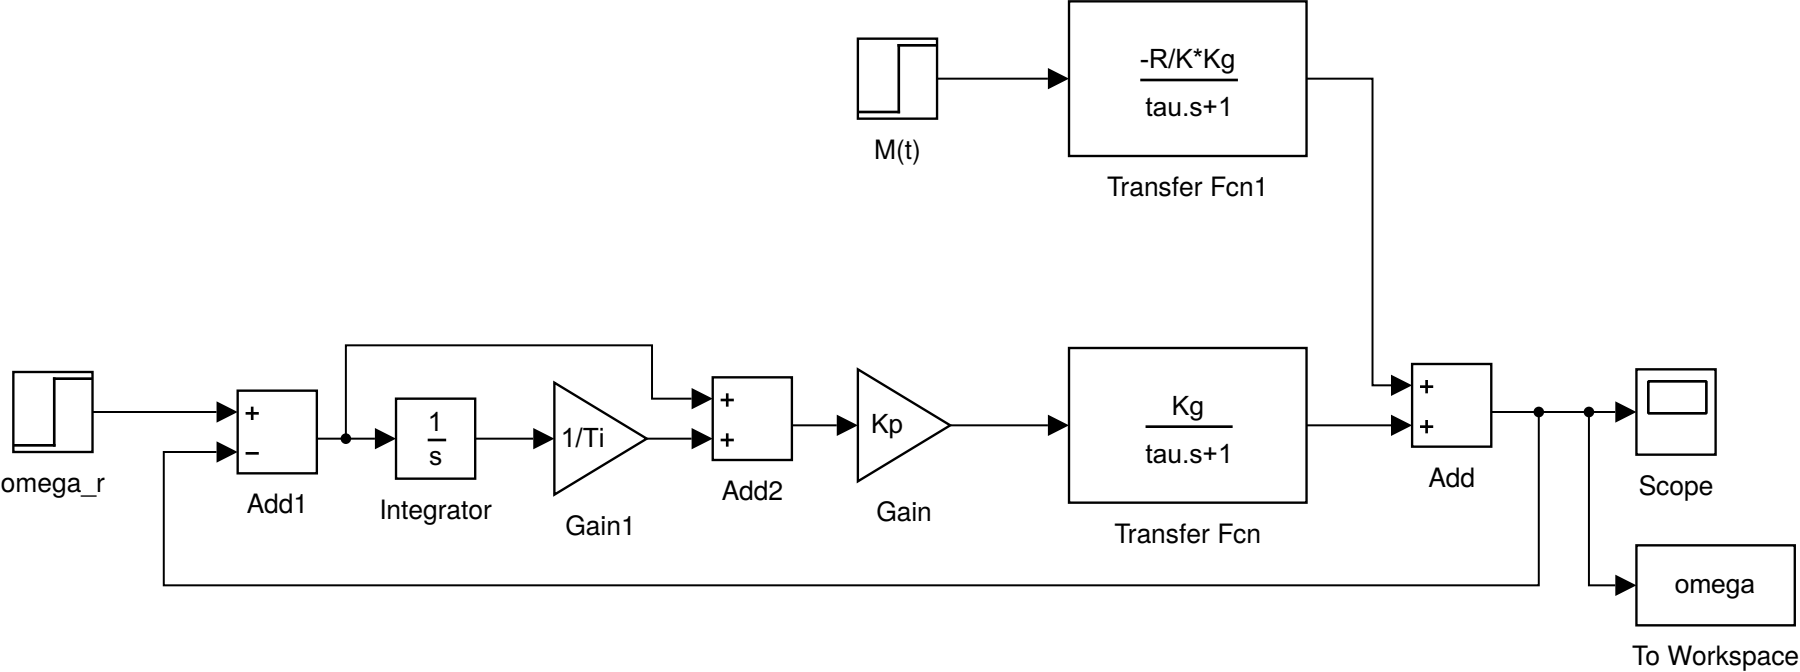 -R/K*Kg
tau.s+1
M(t)
Transfer Fcn1
omega_r
+
−
Add1
1
s
Integrator
1/Ti
Gain1
+
+
Add2
Kp
Gain
Kg
tau.s+1
Transfer Fcn
+
+
Add
Scope
omega
To Workspace